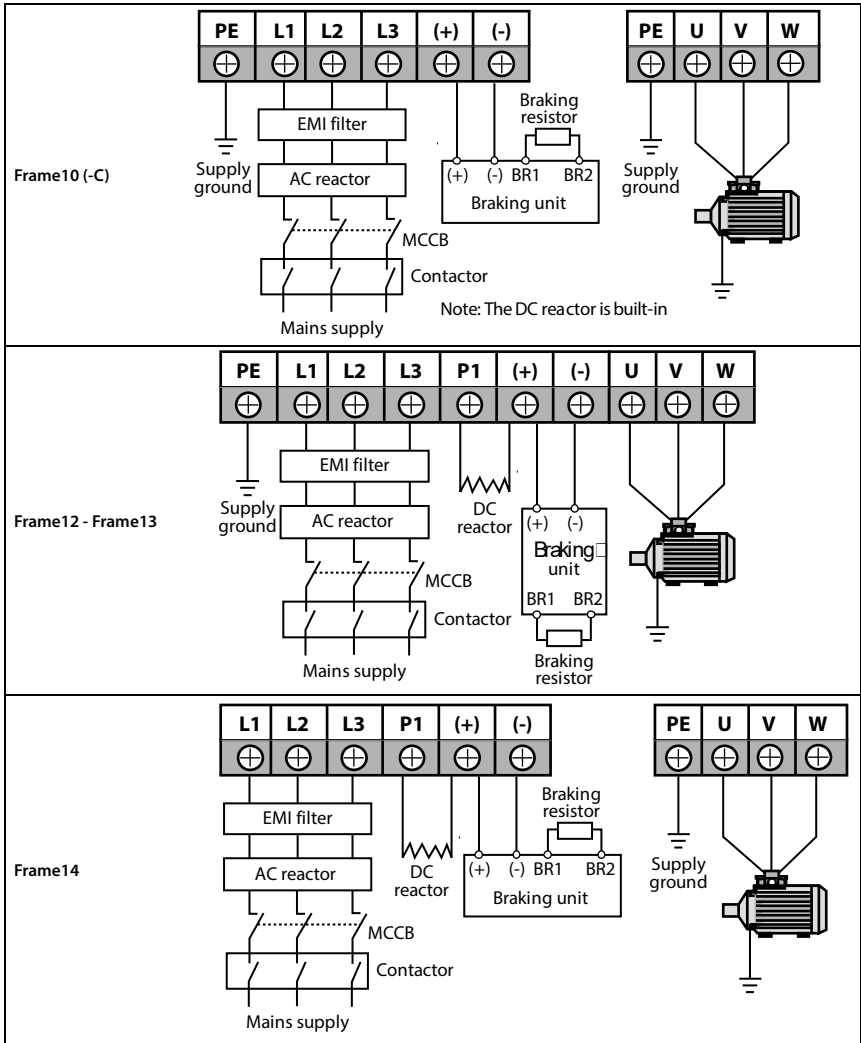 PE L1 L2 L3 (+) (-) PE U V W
Braking
resistor
EMI filter
Supply
ground
AC reactor
(+) (-) BR1 BR2
Braking unit
Supply
ground
Frame10 (-C)
MCCB
Contactor
Note: The DC reactor is built-in
Mains supply
PE L1 L2 L3 P1 (+) (-) U V W
EMI filter
Supply
ground
AC reactor
DC
reactor
(+) (-)
Braking
unit
BR1 BR2
Frame12 - Frame13
MCCB
Contactor
Braking
resistor
Mains supply
L1 L2 L3 P1 (+) (-) PE U V W
Braking
resistor
EMI filter
AC reactor
DC
reactor
(+) (-) BR1 BR2
Braking unit
Supply
ground
Frame14
MCCB
Contactor
Mains supply